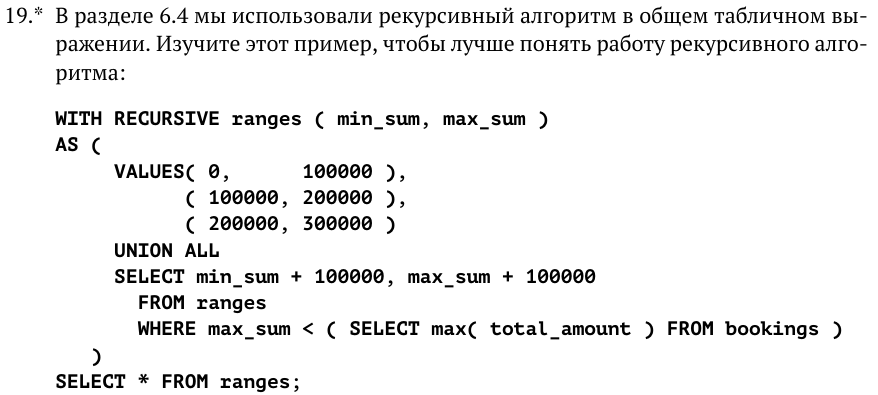 19.* В разделе 6.4 мы использовали рекурсивный алгоритм в общем табличном вы-
ражении. Изучите этот пример, чтобы лучше понять работу рекурсивного алго-
ритма:
WITH RECURSIVE ranges ( min_sum, max_sum )
AS (
VALUES( 0, 100000 ),
( 100000, 200000 ),
( 200000, 300000 )
UNION ALL
SELECT min_sum + 100000, max_sum + 100000
FROM ranges
WHERE max_sum < ( SELECT max( total_amount ) FROM bookings )
)
SELECT * FROM ranges;